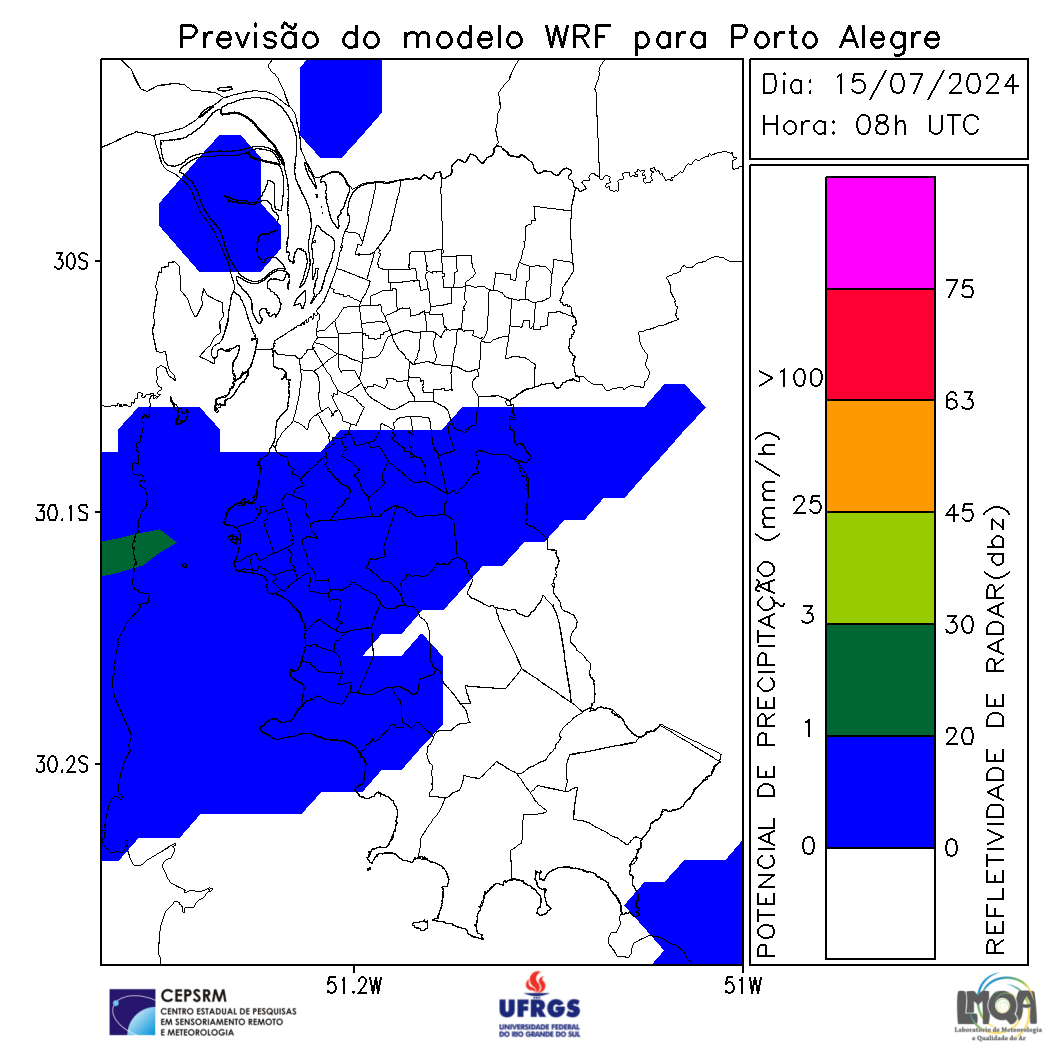 Previsão do modelo WRF para Porto Alegre
Dia: 15/07/2024
Hora: 08h UTC
30S
30.1S
30.2S
51.2W
51W
POTENCIAL DE PRECIPITAÇÃO (mm/h)
>100
25
3
1
0
75
63
45
30
20
0
REFLETIVIDADE DE RADAR(dbz)
CEPSRM
CENTRO ESTADUAL DE PESQUISAS
EM SENSORIAMENTO REMOTO
E METEOROLOGIA
UFRGS
UNIVERSIDADE FEDERAL
DO RIO GRANDE DO SUL
LMQA
Laboratório de Meteorologia
e Qualidade do Ar